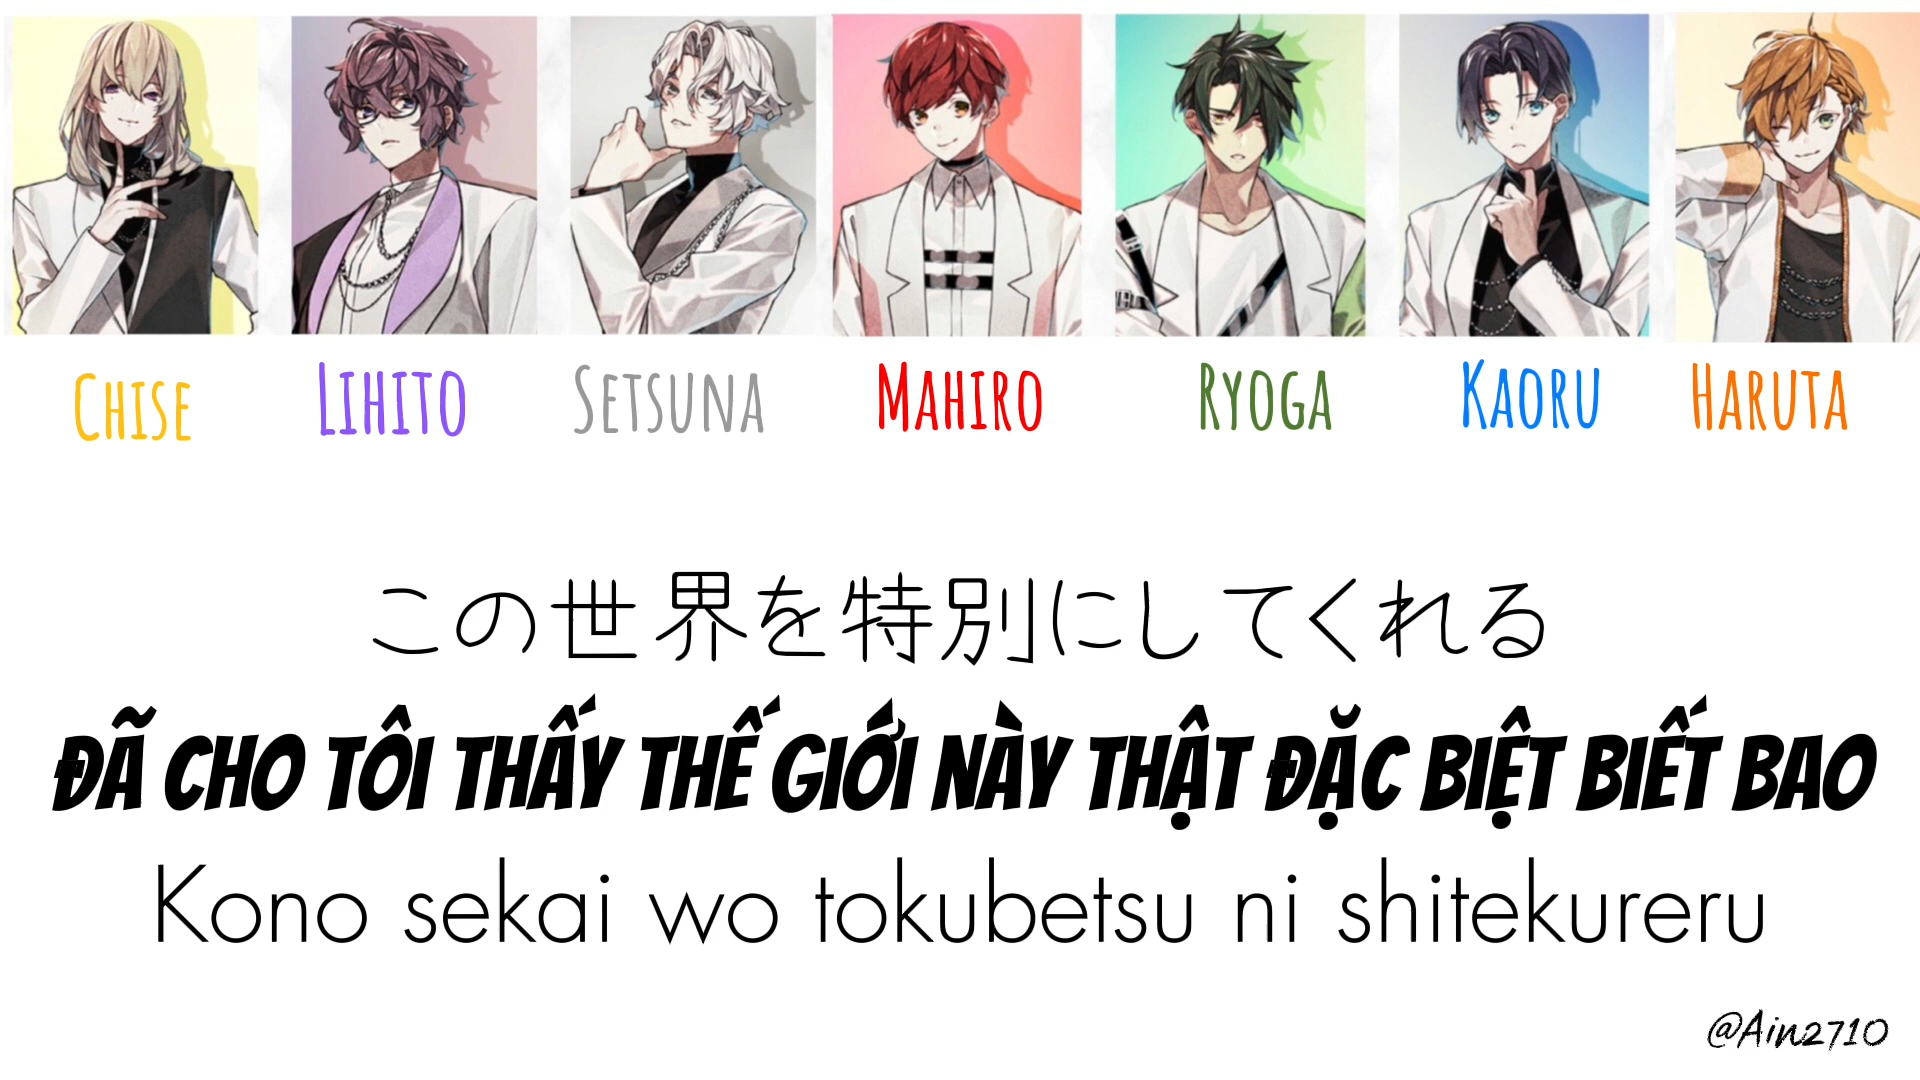 Chise Lihito Setsuna Mahiro Ryoga Kaoru Haruta
この世界を特別にしてくれる
ĐÃ CHO TÔI THẤY THẾ GIỚI NÀY THẬT ĐẶC BIỆT BIẾT BAO
Kono sekai wo tokubetsu ni shitekureru
@Ain2710